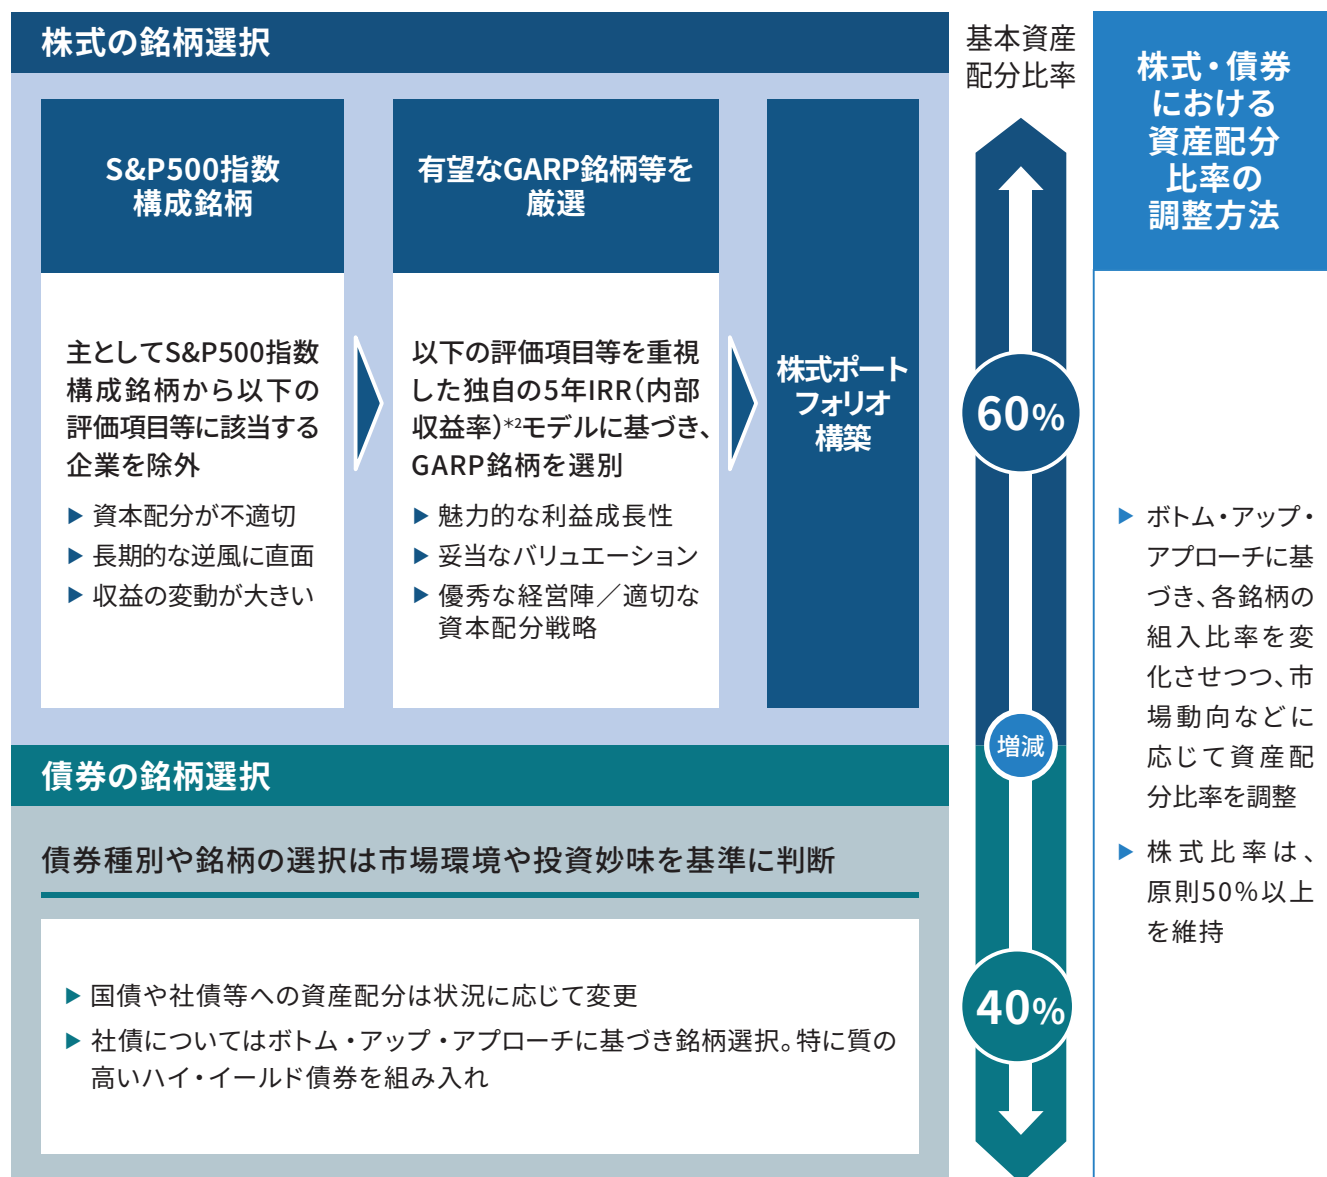 株式の銘柄選択
S&P500指数
構成銘柄
主としてS&P500指数
構成銘柄から以下の
評価項目等に該当する
企業を除外
▶ 資本配分が不適切
▶ 長期的な逆風に直面
▶ 収益の変動が大きい
有望なGARP銘柄等を
厳選
以下の評価項目等を重視
した独自の5年IRR(内部
収益率)*2モデルに基づき、
GARP銘柄を選別
▶ 魅力的な利益成長性
▶ 妥当なバリュエーション
▶ 優秀な経営陣／適切な
資本配分戦略
株式ポート
フォリオ
構築
債券の銘柄選択
債券種別や銘柄の選択は市場環境や投資妙味を基準に判断
▶ 国債や社債等への資産配分は状況に応じて変更
▶ 社債についてはボトム・アップ・アプローチに基づき銘柄選択。特に質の
高いハイ・イールド債券を組み入れ
基本資産
配分比率
60%
増減
40%
株式・債券
における
資産配分
比率の
調整方法
▶ ボトム・アップ・
アプローチに基
づき、各銘柄の
組入比率を変
化させつつ、市
場動向などに
応じて資産配
分比率を調整
▶ 株式比率は、
原則50%以上
を維持